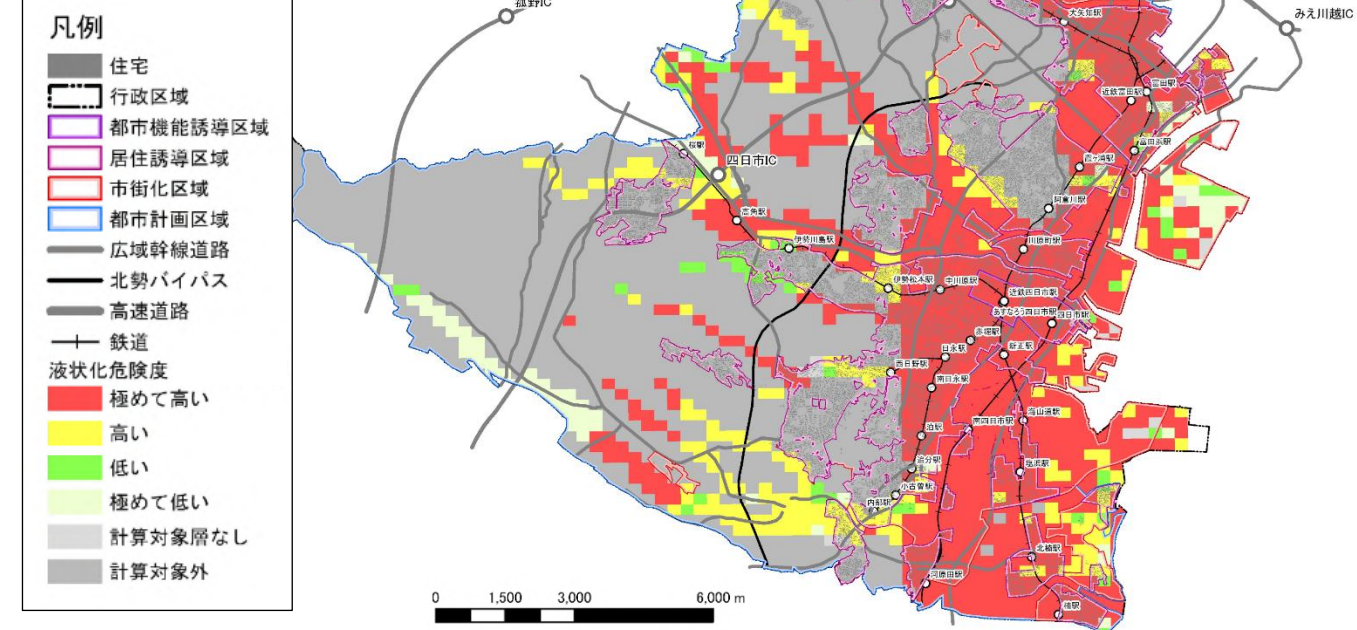 凡例
住宅
行政区域
都市機能誘導区域
居住誘導区域
市街化区域
都市計画区域
広域幹線道路
北勢バイパス
高速道路
鉄道
液状化危険度
極めて高い
高い
低い
極めて低い
計算対象層なし
計算対象外
菰野IC
みえ川越IC
大矢知駅
富田駅
近鉄富田駅
富田浜駅
霞ヶ浦駅
桜駅
四日市IC
阿倉川駅
高角駅
伊勢川島駅
川原町駅
伊勢松本駅
中川原駅
近鉄四日市駅
あすなろう四日市駅
四日市駅
赤堀駅
新正駅
日永駅
西日野駅
南日永駅
海山道駅
南四日市駅
泊駅
追分駅
塩浜駅
小古曽駅
内部駅
北楠駅
河原田駅
楠駅
0 1,500 3,000 6,000 m